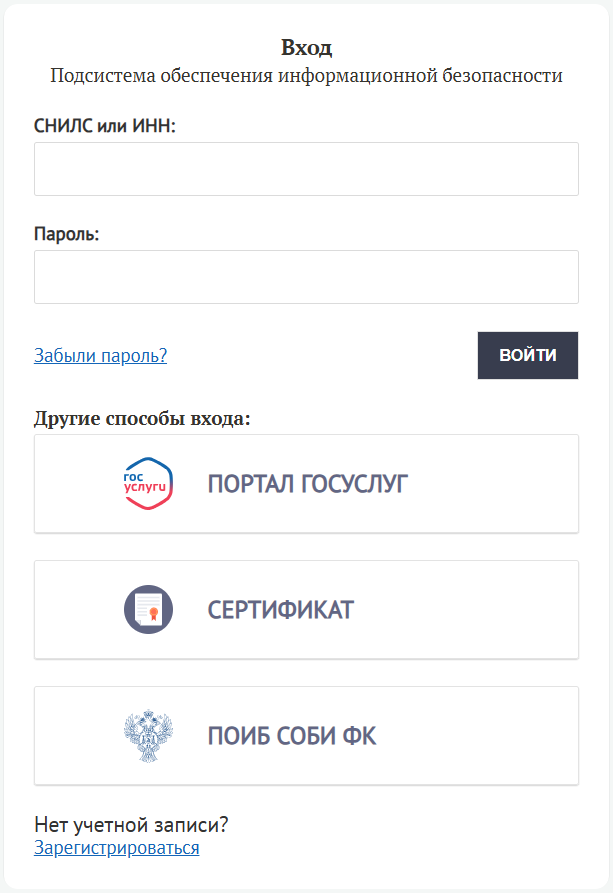 Вход
Подсистема обеспечения информационной безопасности
СНИЛС или ИНН:
Пароль:
Забыли пароль?
ВОЙТИ
Другие способы входа:
гос
услуги
ПОРТАЛ ГОСУСЛУГ
СЕРТИФИКАТ
ПОИБ СОБИ ФК
Нет учетной записи?
Зарегистрироваться